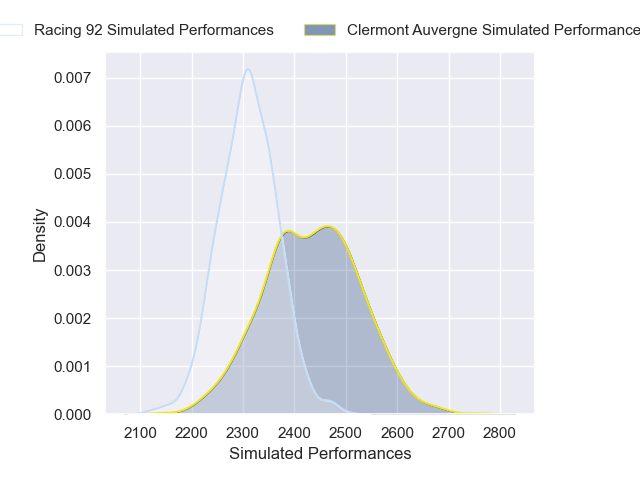 Racing 92 Simulated Performances
Clermont Auvergne Simulated Performance
0.007
0.006
0.005
0.004
0.003
0.002
0.001
0.000
Density
2100 2200 2300 2400 2500 2600 2700 2800
Simulated Performances